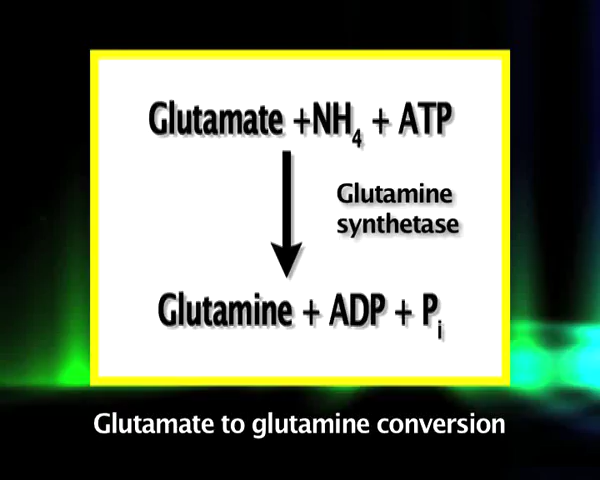 Glutamate +NH4 + ATP
Glutamine
synthetase
Glutamine + ADP + Pi
Glutamate to glutamine conversion